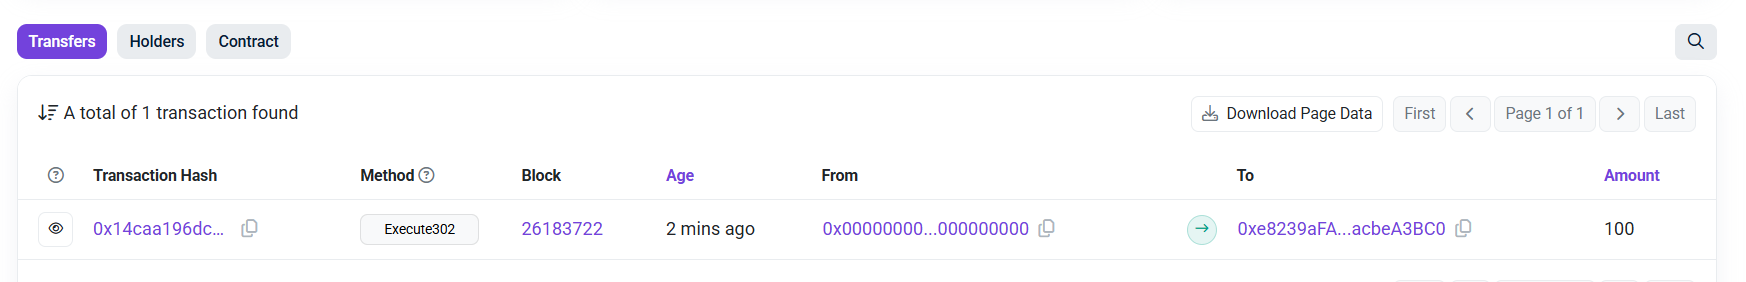 Transfers Holders Contract
A total of 1 transaction found Download Page Data First Page 1 of 1 Last
Transaction Hash Method Block Age From To Amount
0x14caa196dc... Execute302 26183722 2 mins ago 0x00000000...000000000 0xe8239aFA...acbeA3BC0 100